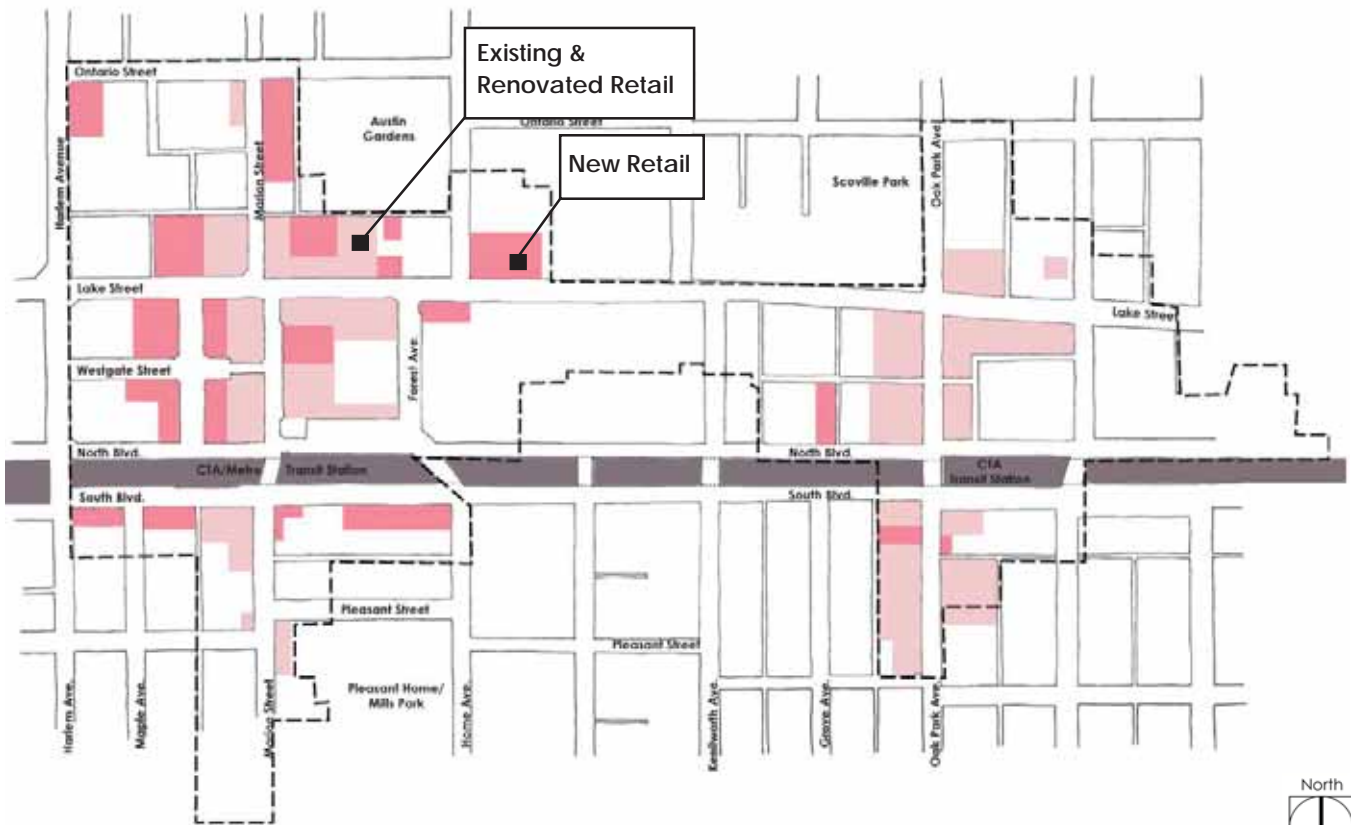 Existing &
Renovated Retail
Ontario Street
Austin
Gardens
Ontario Street
New Retail
Harlem Avenue
Marion Street
Scoville Park
Oak Park Ave.
Lake Street
Lake Street
Westgate Street
Forest Ave.
North Blvd.
North Blvd.
CTA/Metra Transit Station
CTA
Transit Station
South Blvd.
South Blvd.
Pleasant Street
Pleasant Street
Pleasant Home/
Mills Park
Harlem Ave.
Maple Ave.
Marion Street
Home Ave.
Kenilworth Ave.
Grove Ave.
Oak Park Ave.
North